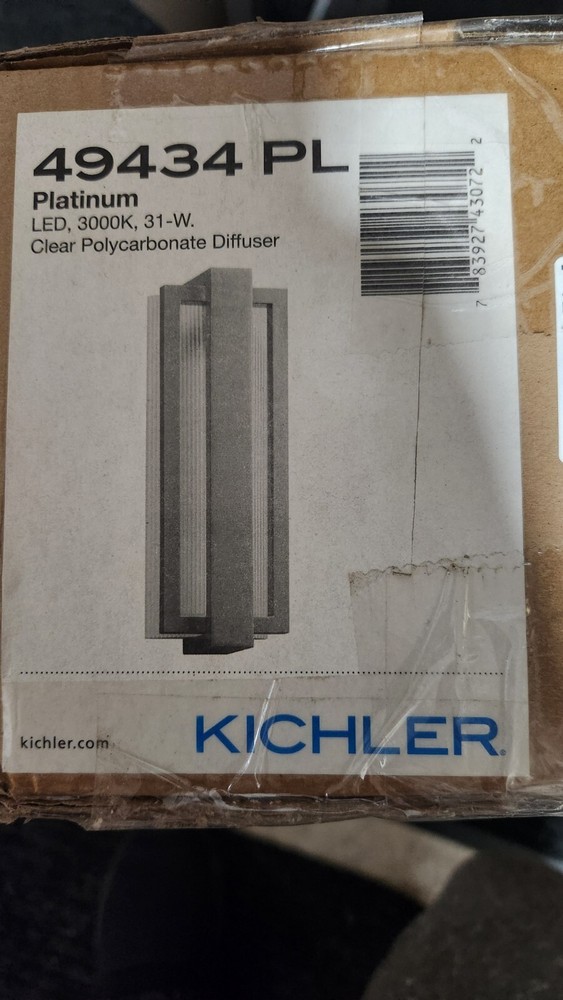 49434 PL
Platinum
LED, 3000K, 31-W.
Clear Polycarbonate Diffuser
7 83927 43072 2
kichler.com
KICHLER®